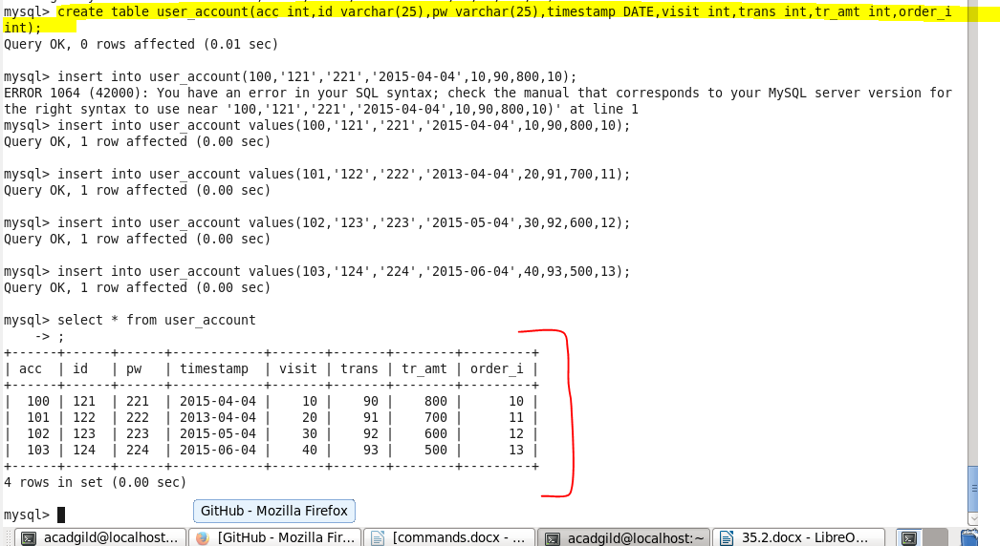 mysql> create table user_account(acc int,id varchar(25),pw varchar(25),timestamp DATE,visit int,trans int,tr_amt int,order_i
int);
Query OK, 0 rows affected (0.01 sec)
mysql> insert into user_account(100,'121','221','2015-04-04',10,90,800,10);
ERROR 1064 (42000): You have an error in your SQL syntax; check the manual that corresponds to your MySQL server version for
the right syntax to use near '100,'121','221','2015-04-04',10,90,800,10)' at line 1
mysql> insert into user_account values(100,'121','221','2015-04-04',10,90,800,10);
Query OK, 1 row affected (0.00 sec)
mysql> insert into user_account values(101,'122','222','2013-04-04',20,91,700,11);
Query OK, 1 row affected (0.00 sec)
mysql> insert into user_account values(102,'123','223','2015-05-04',30,92,600,12);
Query OK, 1 row affected (0.00 sec)
mysql> insert into user_account values(103,'124','224','2015-06-04',40,93,500,13);
Query OK, 1 row affected (0.00 sec)
mysql> select * from user_account
    -> ;
+------+------+------+------------+-------+-------+--------+---------+
| acc  | id   | pw   | timestamp  | visit | trans | tr_amt | order_i |
+------+------+------+------------+-------+-------+--------+---------+
|  100 | 121  | 221  | 2015-04-04 |    10 |    90 |    800 |      10 |
|  101 | 122  | 222  | 2013-04-04 |    20 |    91 |    700 |      11 |
|  102 | 123  | 223  | 2015-05-04 |    30 |    92 |    600 |      12 |
|  103 | 124  | 224  | 2015-06-04 |    40 |    93 |    500 |      13 |
+------+------+------+------------+-------+-------+--------+---------+
4 rows in set (0.00 sec)
mysql>
GitHub - Mozilla Firefox
acadgild@localhost... [GitHub - Mozilla Fir... [commands.docx - ... acadgild@localhost:~ 35.2.docx - LibreO...